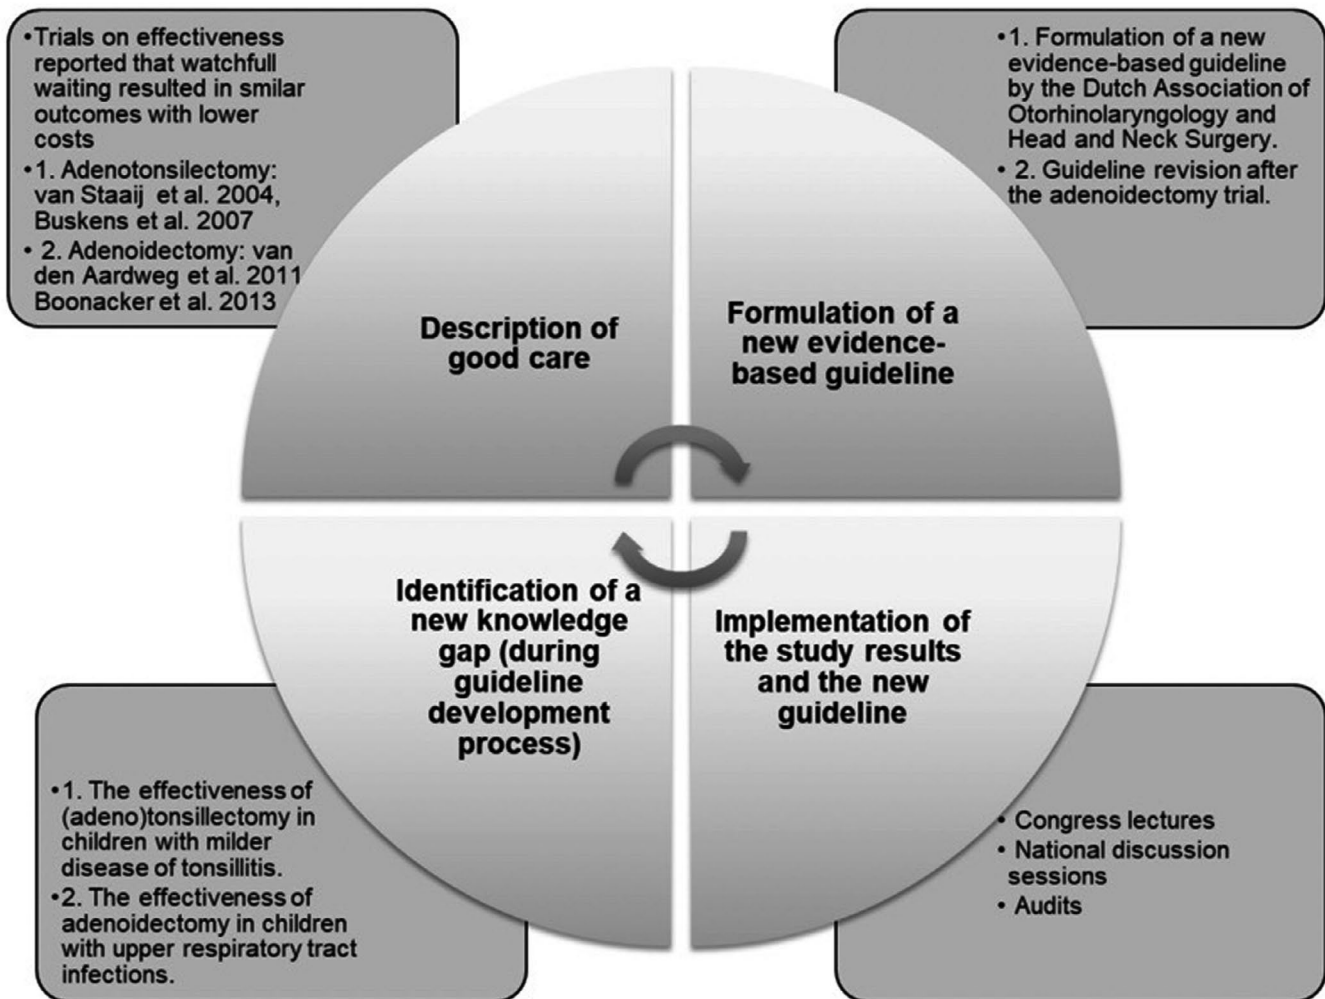 •Trials on effectiveness
reported that watchfull
waiting resulted in smilar
outcomes with lower
costs
•1. Adenotonsilectomy:
van Staaij et al. 2004,
Buskens et al. 2007
• 2. Adenoidectomy: van
den Aardweg et al. 2011
Boonacker et al. 2013
• 1. Formulation of a new
evidence-based guideline
by the Dutch Association of
Otorhinolaryngology and
Head and Neck Surgery.
• 2. Guideline revision after
the adenoidectomy trial.
Description of
good care
Formulation of a
new evidence-
based guideline
Identification of a
new knowledge
gap (during
guideline
development
process)
Implementation of
the study results
and the new
guideline
•1. The effectiveness of
(adeno)tonsillectomy in
children with milder
disease of tonsillitis.
•2. The effectiveness of
adenoidectomy in children
with upper respiratory tract
infections.
• Congress lectures
• National discussion
sessions
• Audits